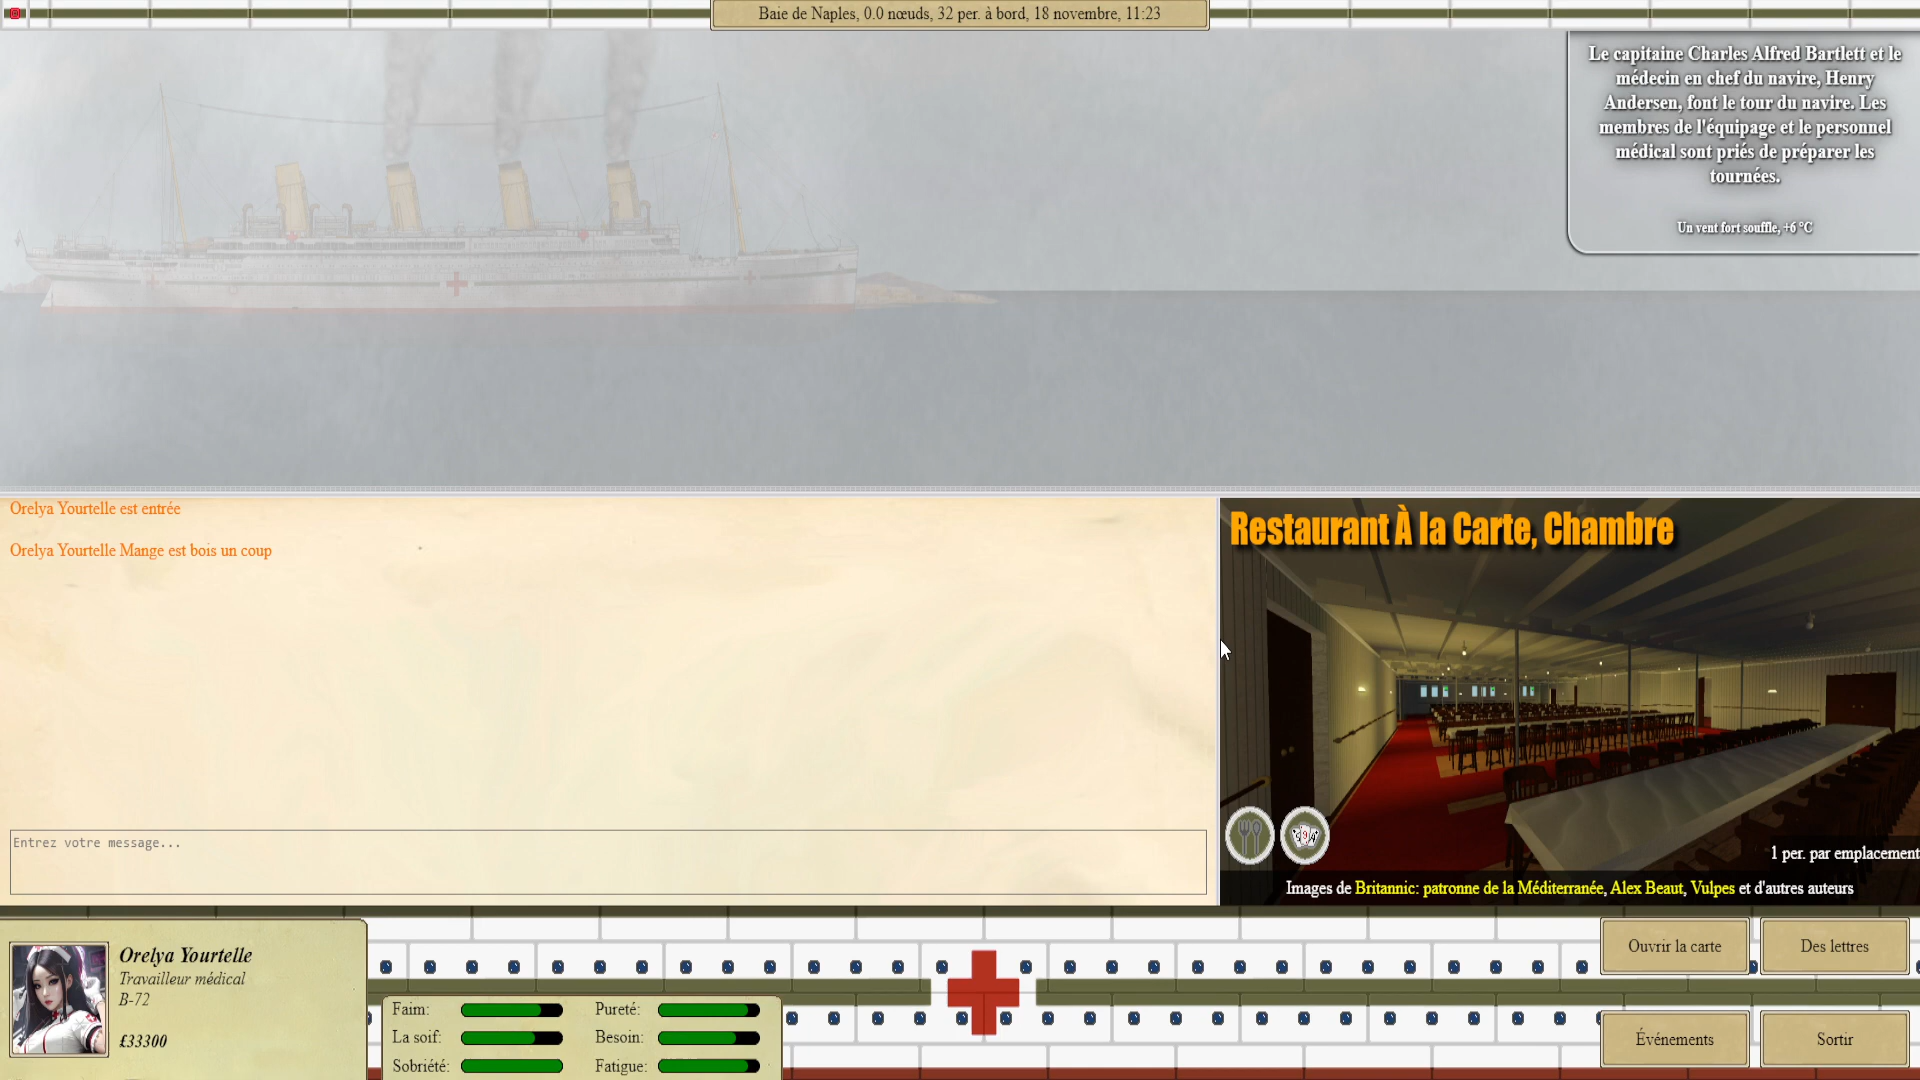 Baie de Naples, 0.0 nœuds, 32 per. à bord, 18 novembre, 11:23
Le capitaine Charles Alfred Bartlett et le
médecin en chef du navire, Henry
Andersen, font le tour du navire. Les
membres de l'équipage et le personnel
médical sont priés de préparer les
tournées.
Un vent fort souffle, +6 °C
Orelya Yourtelle est entrée
Orelya Yourtelle Mange est bois un coup
Entrez votre message...
Restaurant À la Carte, Chambre
1 per. par emplacement
Images de Britannic: patronne de la Méditerranée, Alex Beaut, Vulpes et d'autres auteurs
Orelya Yourtelle
Travailleur médical
B-72
£33300
Faim:
Pureté:
La soif:
Besoin:
Sobriété:
Fatigue:
Ouvrir la carte
Des lettres
Événements
Sortir